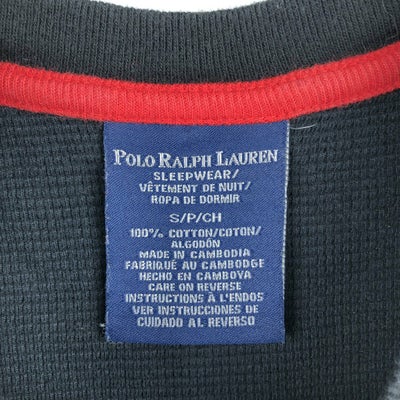 POLO RALPH LAUREN
SLEEPWEAR/
VÊTEMENT DE NUIT/
ROPA DE DORMIR
S/P/CH
100% COTTON/COTON/
ALGODÓN
MADE IN CAMBODIA
FABRIQUÉ AU CAMBODGE
HECHO EN CAMBOYA
CARE ON REVERSE
INSTRUCTIONS À L'ENDOS
VER INSTRUCCIONES DE
CUIDADO AL REVERSO